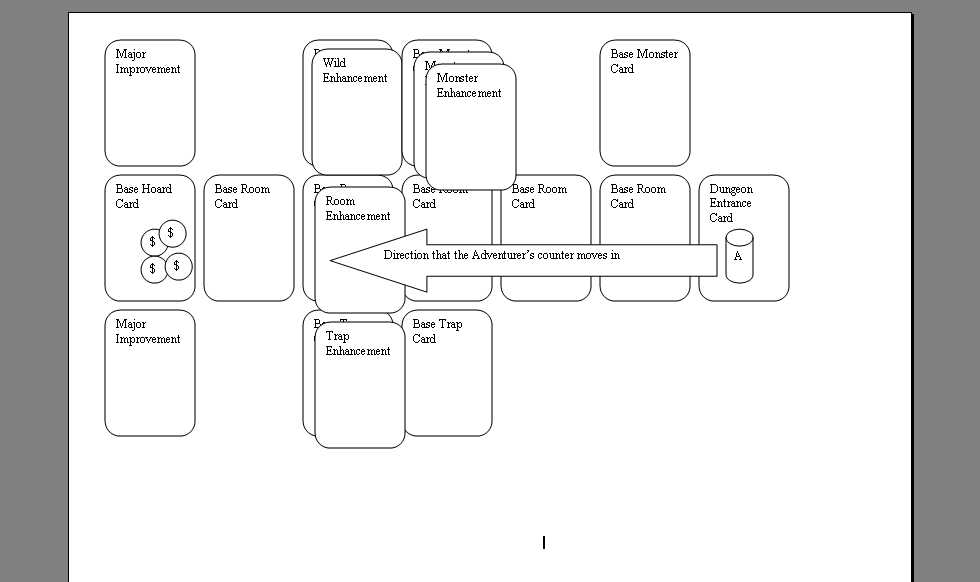 Major
Improvement
Wild
Enhancement
Monster
Enhancement
Base Monster
Card
Base Hoard
Card
$
$
$
$
Base Room
Card
Room
Enhancement
Base Room
Card
Base Room
Card
Base Room
Card
Dungeon
Entrance
Card
A
Direction that the Adventurer's counter moves in
Major
Improvement
Trap
Enhancement
Base Trap
Card